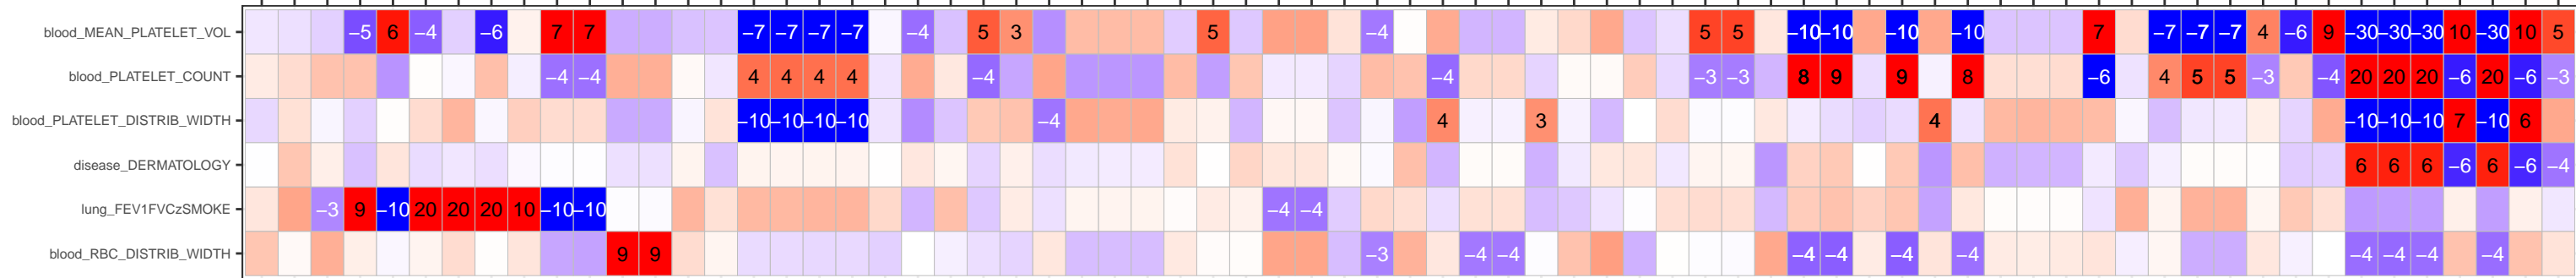 blood_MEAN_PLATELET_VOL −5 6 −4 −6 7 7 −7 −7 −7 −7 −4 5 3 5 −4 5 5 −10 −10 −10 −10 7 −7 −7 −7 4 −6 9 −30 −30 −30 10 −30 10 5
blood_PLATELET_COUNT −4 −4 4 4 4 4 −4 −4 −3 −3 8 9 9 8 −6 4 5 5 −3 −4 20 20 20 −6 20 −6 −3
blood_PLATELET_DISTRIB_WIDTH −10 −10 −10 −10 −4 4 3 4 −10 −10 −10 7 −10 6
disease_DERMATOLOGY 6 6 6 −6 6 −6 −4
lung_FEV1FVCzSMOKE −3 9 −10 20 20 20 10 −10 −10 −4 −4
blood_RBC_DISTRIB_WIDTH 9 9 −3 −4 −4 −4 −4 −4 −4 −4 −4 −4 −4